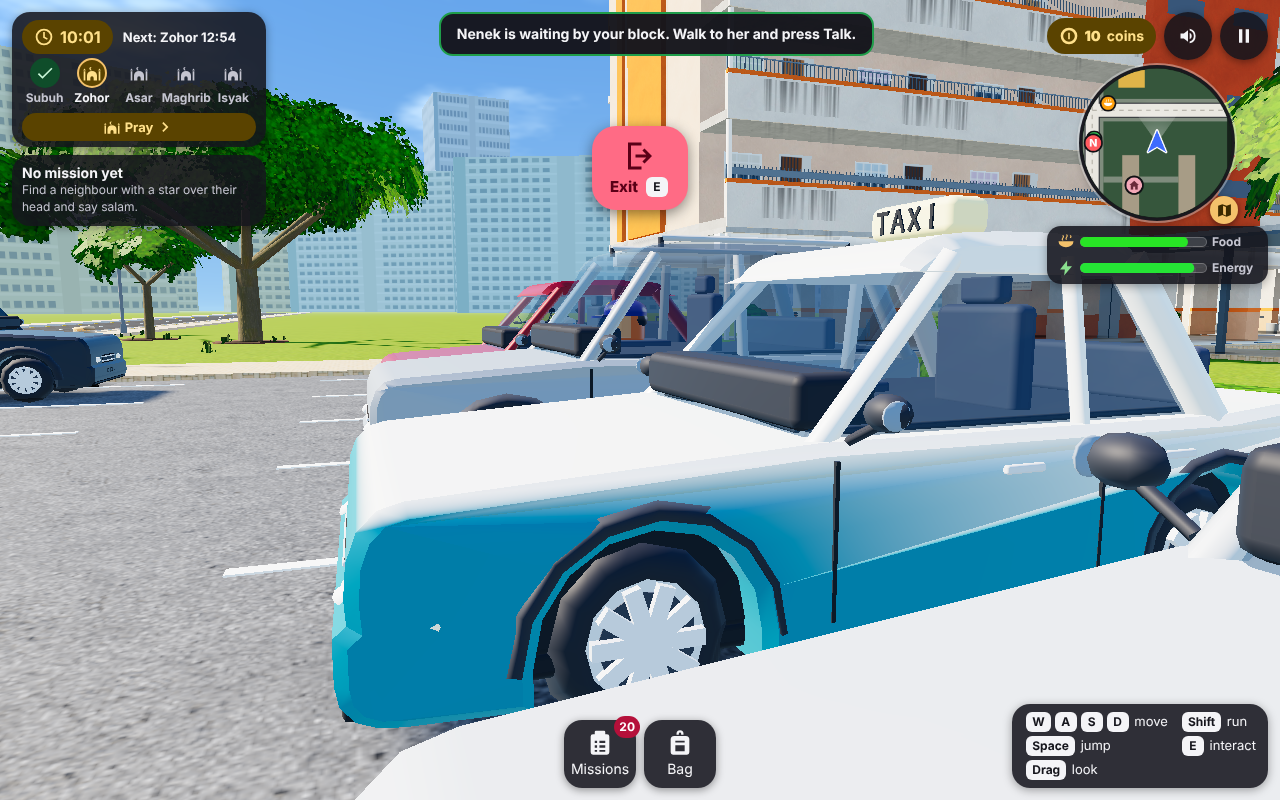 10:01
Next: Zohor 12:54
Subuh
Zohor
Asar
Maghrib
Isyak
Pray
No mission yet
Find a neighbour with a star over their
head and say salam.
Nenek is waiting by your block. Walk to her and press Talk.
10 coins
N
Food
Energy
Exit E
TAXI
Missions
20
Bag
W A S D move
Shift run
Space jump
E interact
Drag look